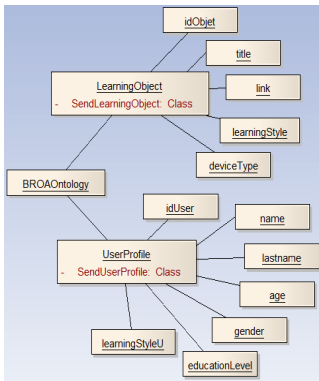 idObjet
title
LearningObject
- SendLearningObject: Class
link
learningStyle
deviceType
BROAOntology
idUser
name
UserProfile
- SendUserProfile: Class
lastname
age
gender
learningStyleU
educationLevel